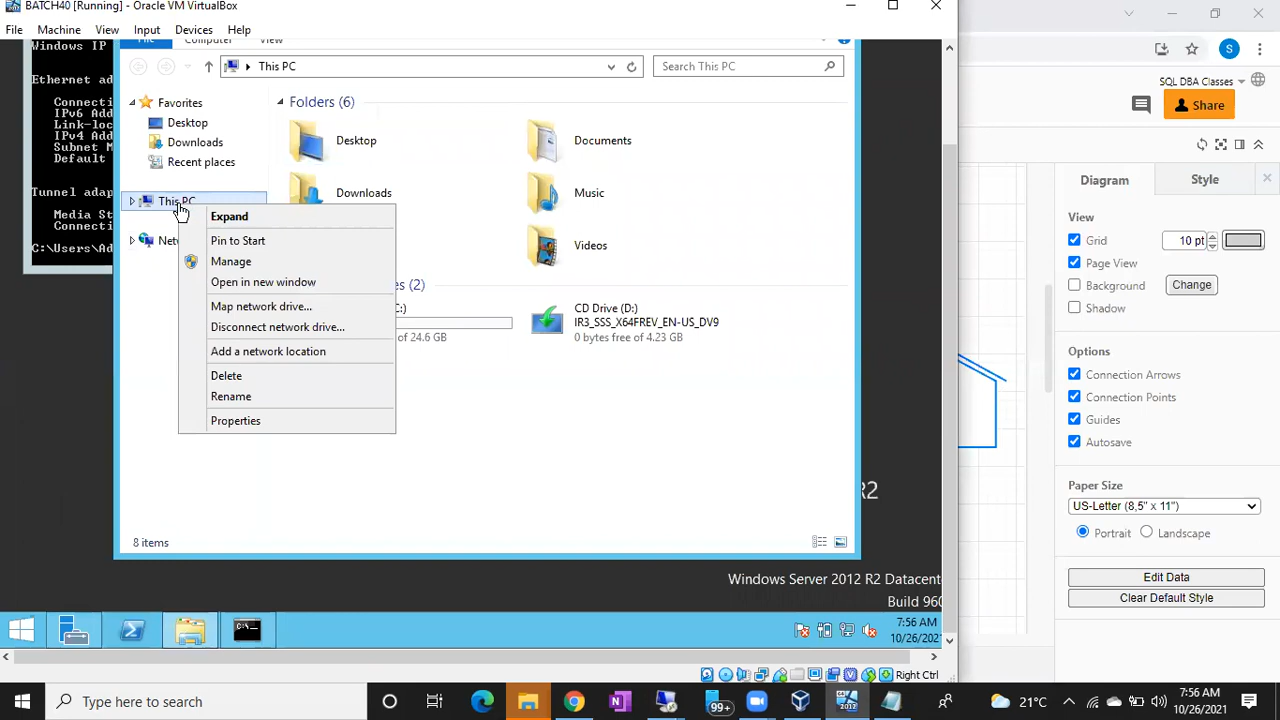 BATCH40 [Running] - Oracle VM VirtualBox
File Machine View Input Devices Help
File Computer View
This PC
Search This PC
Windows IP
Ethernet ad
Connecti
IPv6 Add
Link-loc
IPv4 Add
Subnet M
Default
Tunnel adap
Media St
Connecti
C:\Users\Ad
Favorites
Desktop
Downloads
Recent places
This PC
Netw
Folders (6)
Desktop
Documents
Downloads
Music
Videos
es (2)
of 24.6 GB
CD Drive (D:)
IR3_SSS_X64FREV_EN-US_DV9
0 bytes free of 4.23 GB
Expand
Pin to Start
Manage
Open in new window
Map network drive...
Disconnect network drive...
Add a network location
Delete
Rename
Properties
8 items
R2
Windows Server 2012 R2 Datacent
Build 960
7:56 AM
10/26/202
Right Ctrl
S
SQL DBA Classes
Share
Diagram
Style
View
Grid
10 pt
Page View
Background
Change
Shadow
Options
Connection Arrows
Connection Points
Guides
Autosave
Paper Size
US-Letter (8,5" x 11")
Portrait
Landscape
Edit Data
Clear Default Style
Type here to search
99+
2012
21°C
7:56 AM
10/26/2021